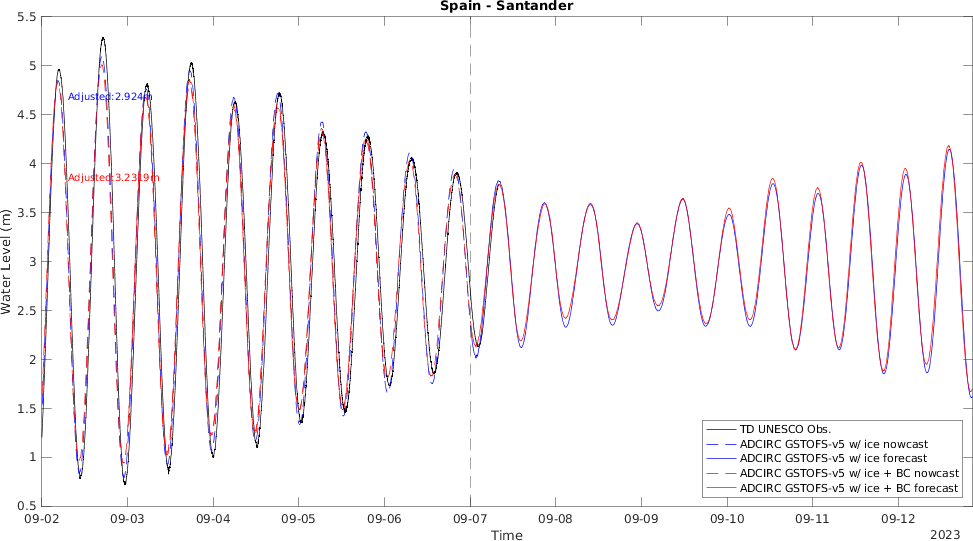 Spain - Santander
5.5
5
4.5
4
3.5
3
2.5
2
1.5
1
0.5
Water Level (m)
Adjusted:2.924m
Adjusted:3.2319m
TD UNESCO Obs.
ADCIRC GSTOFS-v5 w/ ice nowcast
ADCIRC GSTOFS-v5 w/ ice forecast
ADCIRC GSTOFS-v5 w/ ice + BC nowcast
ADCIRC GSTOFS-v5 w/ ice + BC forecast
09-02 09-03 09-04 09-05 09-06 09-07 09-08 09-09 09-10 09-11 09-12
Time
2023